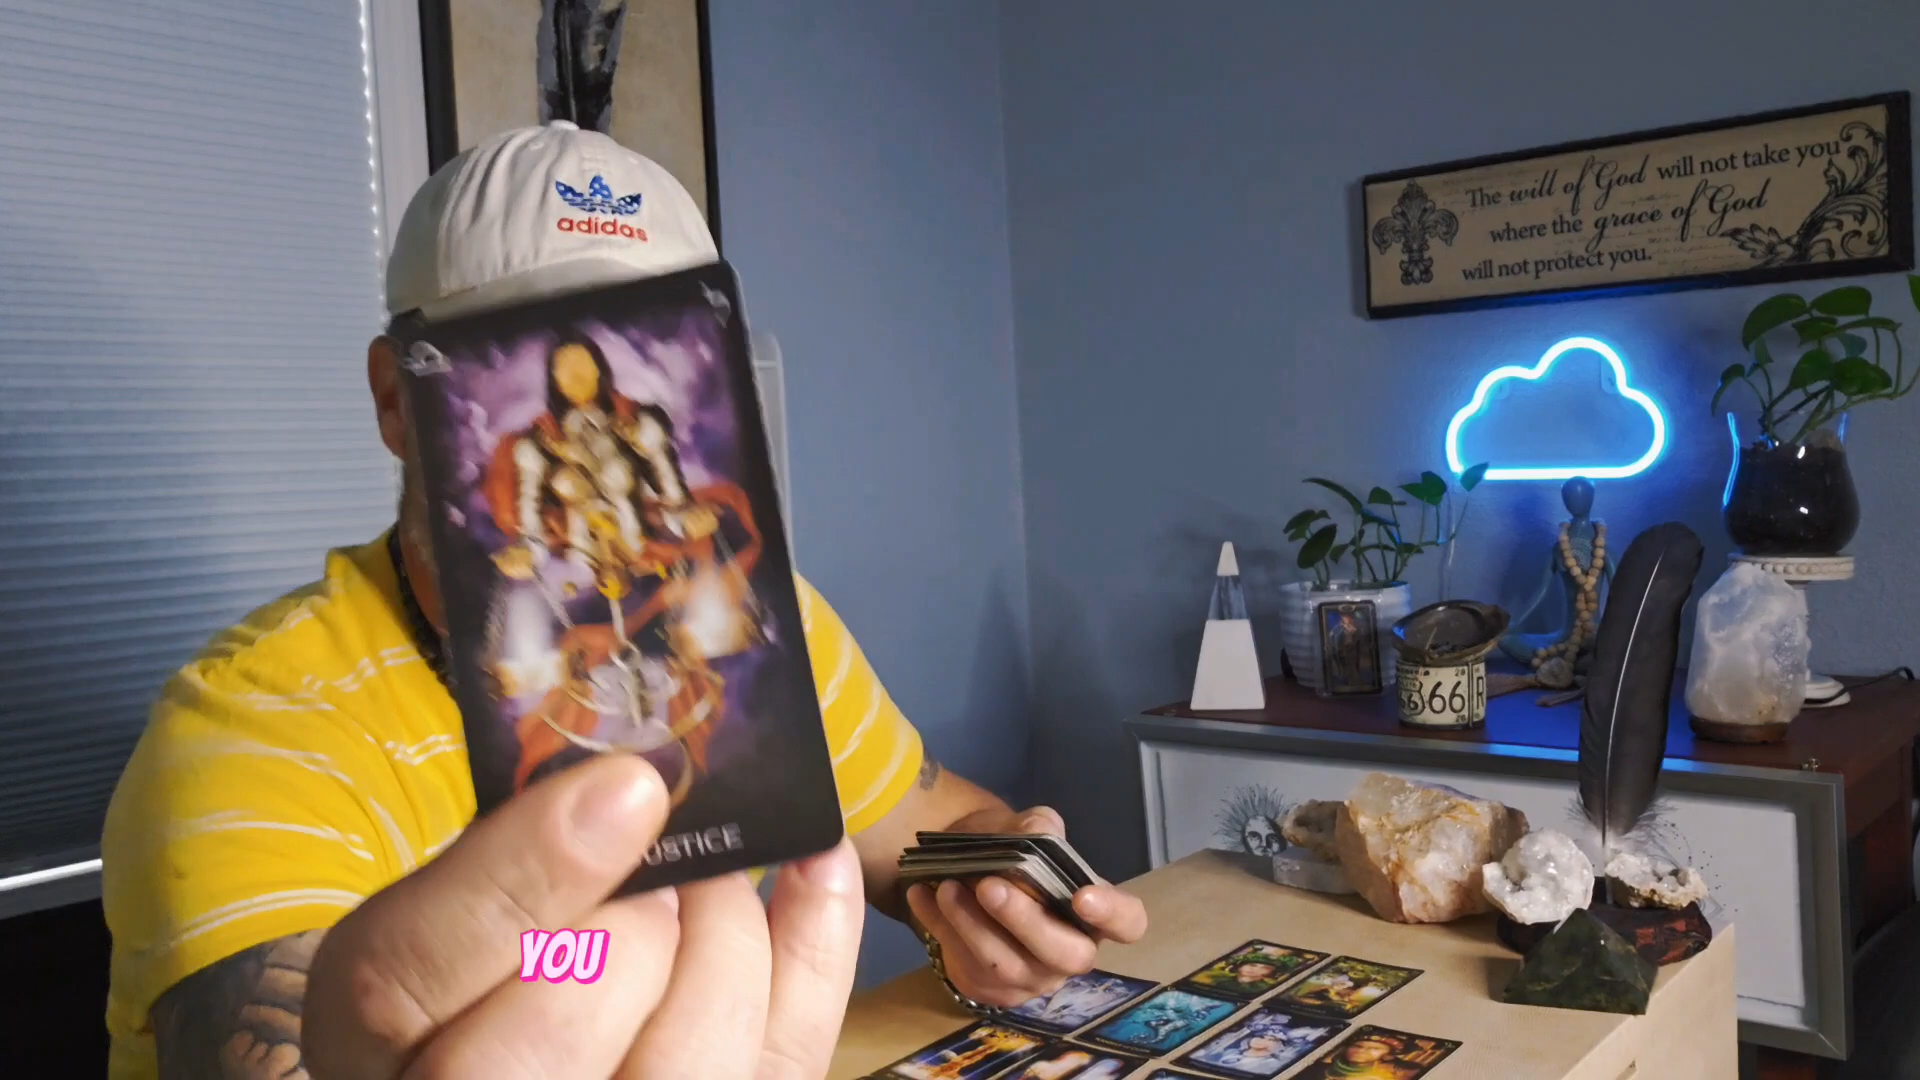 adidas
The will of God will not take you
where the grace of God
will not protect you.
66
JUSTICE
YOU